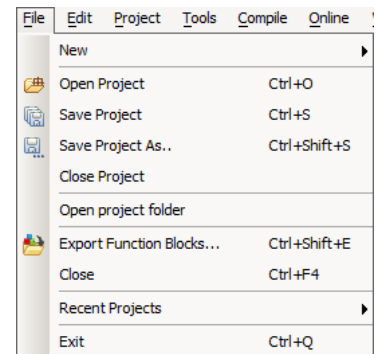 File Edit Project Tools Compile Online
New
Open Project Ctrl+O
Save Project Ctrl+S
Save Project As.. Ctrl+Shift+S
Close Project
Open project folder
Export Function Blocks... Ctrl+Shift+E
Close Ctrl+F4
Recent Projects
Exit Ctrl+Q